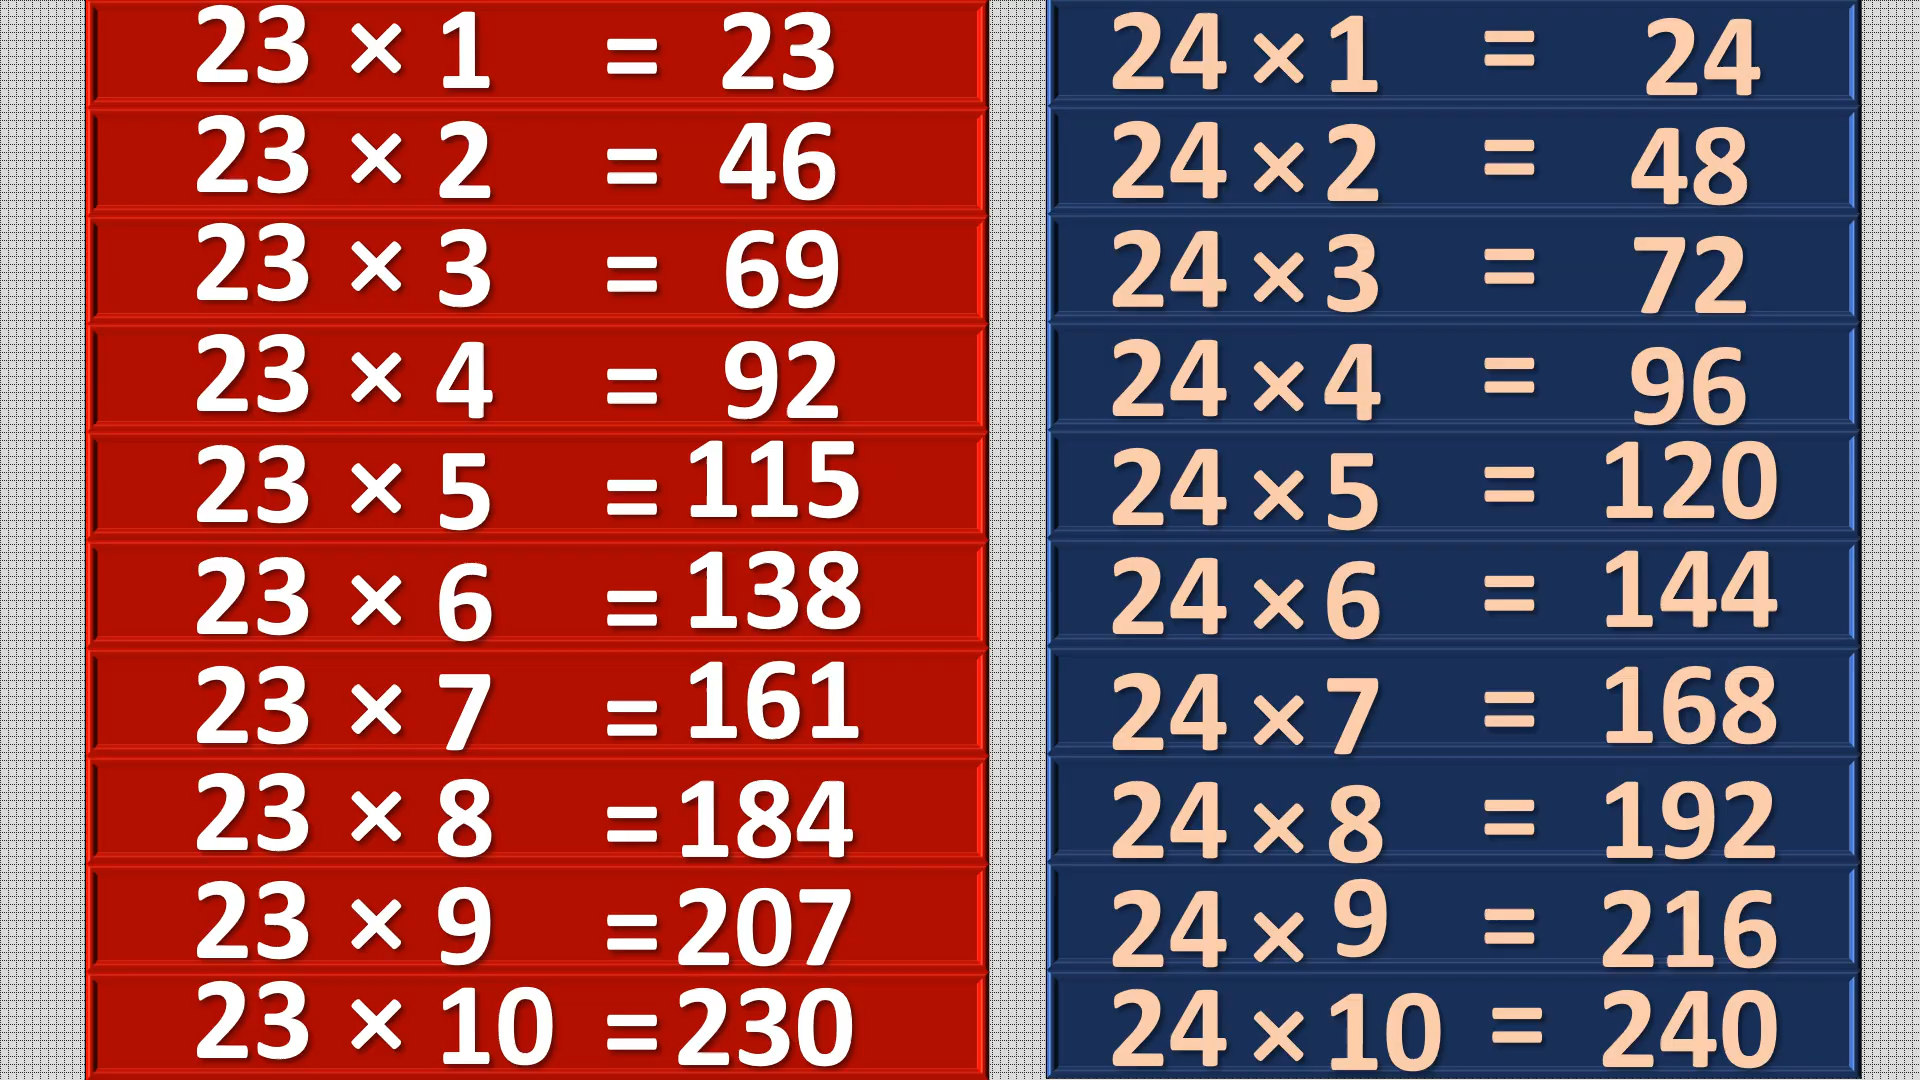 23 × 1 = 23
23 × 2 = 46
23 × 3 = 69
23 × 4 = 92
23 × 5 = 115
23 × 6 = 138
23 × 7 = 161
23 × 8 = 184
23 × 9 = 207
23 × 10 = 230
24 × 1 = 24
24 × 2 = 48
24 × 3 = 72
24 × 4 = 96
24 × 5 = 120
24 × 6 = 144
24 × 7 = 168
24 × 8 = 192
24 × 9 = 216
24 × 10 = 240